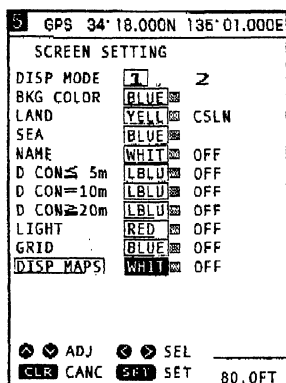 5 GPS 34°18.000N 136°01.000E
SCREEN SETTING
DISP MODE 1 2
BKG COLOR BLUE
LAND YELL CSLN
SEA BLUE
NAME WHIT OFF
D CON≤ 5m LBLU OFF
D CON=10m LBLU OFF
D CON≥20m LBLU OFF
LIGHT RED OFF
GRID BLUE OFF
DISP MAPS WHIT OFF
ADJ SEL
CLR CANC SET SET 80.0FT